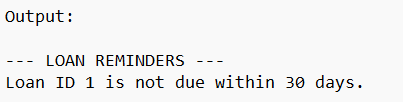 Output:
--- LOAN REMINDERS ---
Loan ID 1 is not due within 30 days.